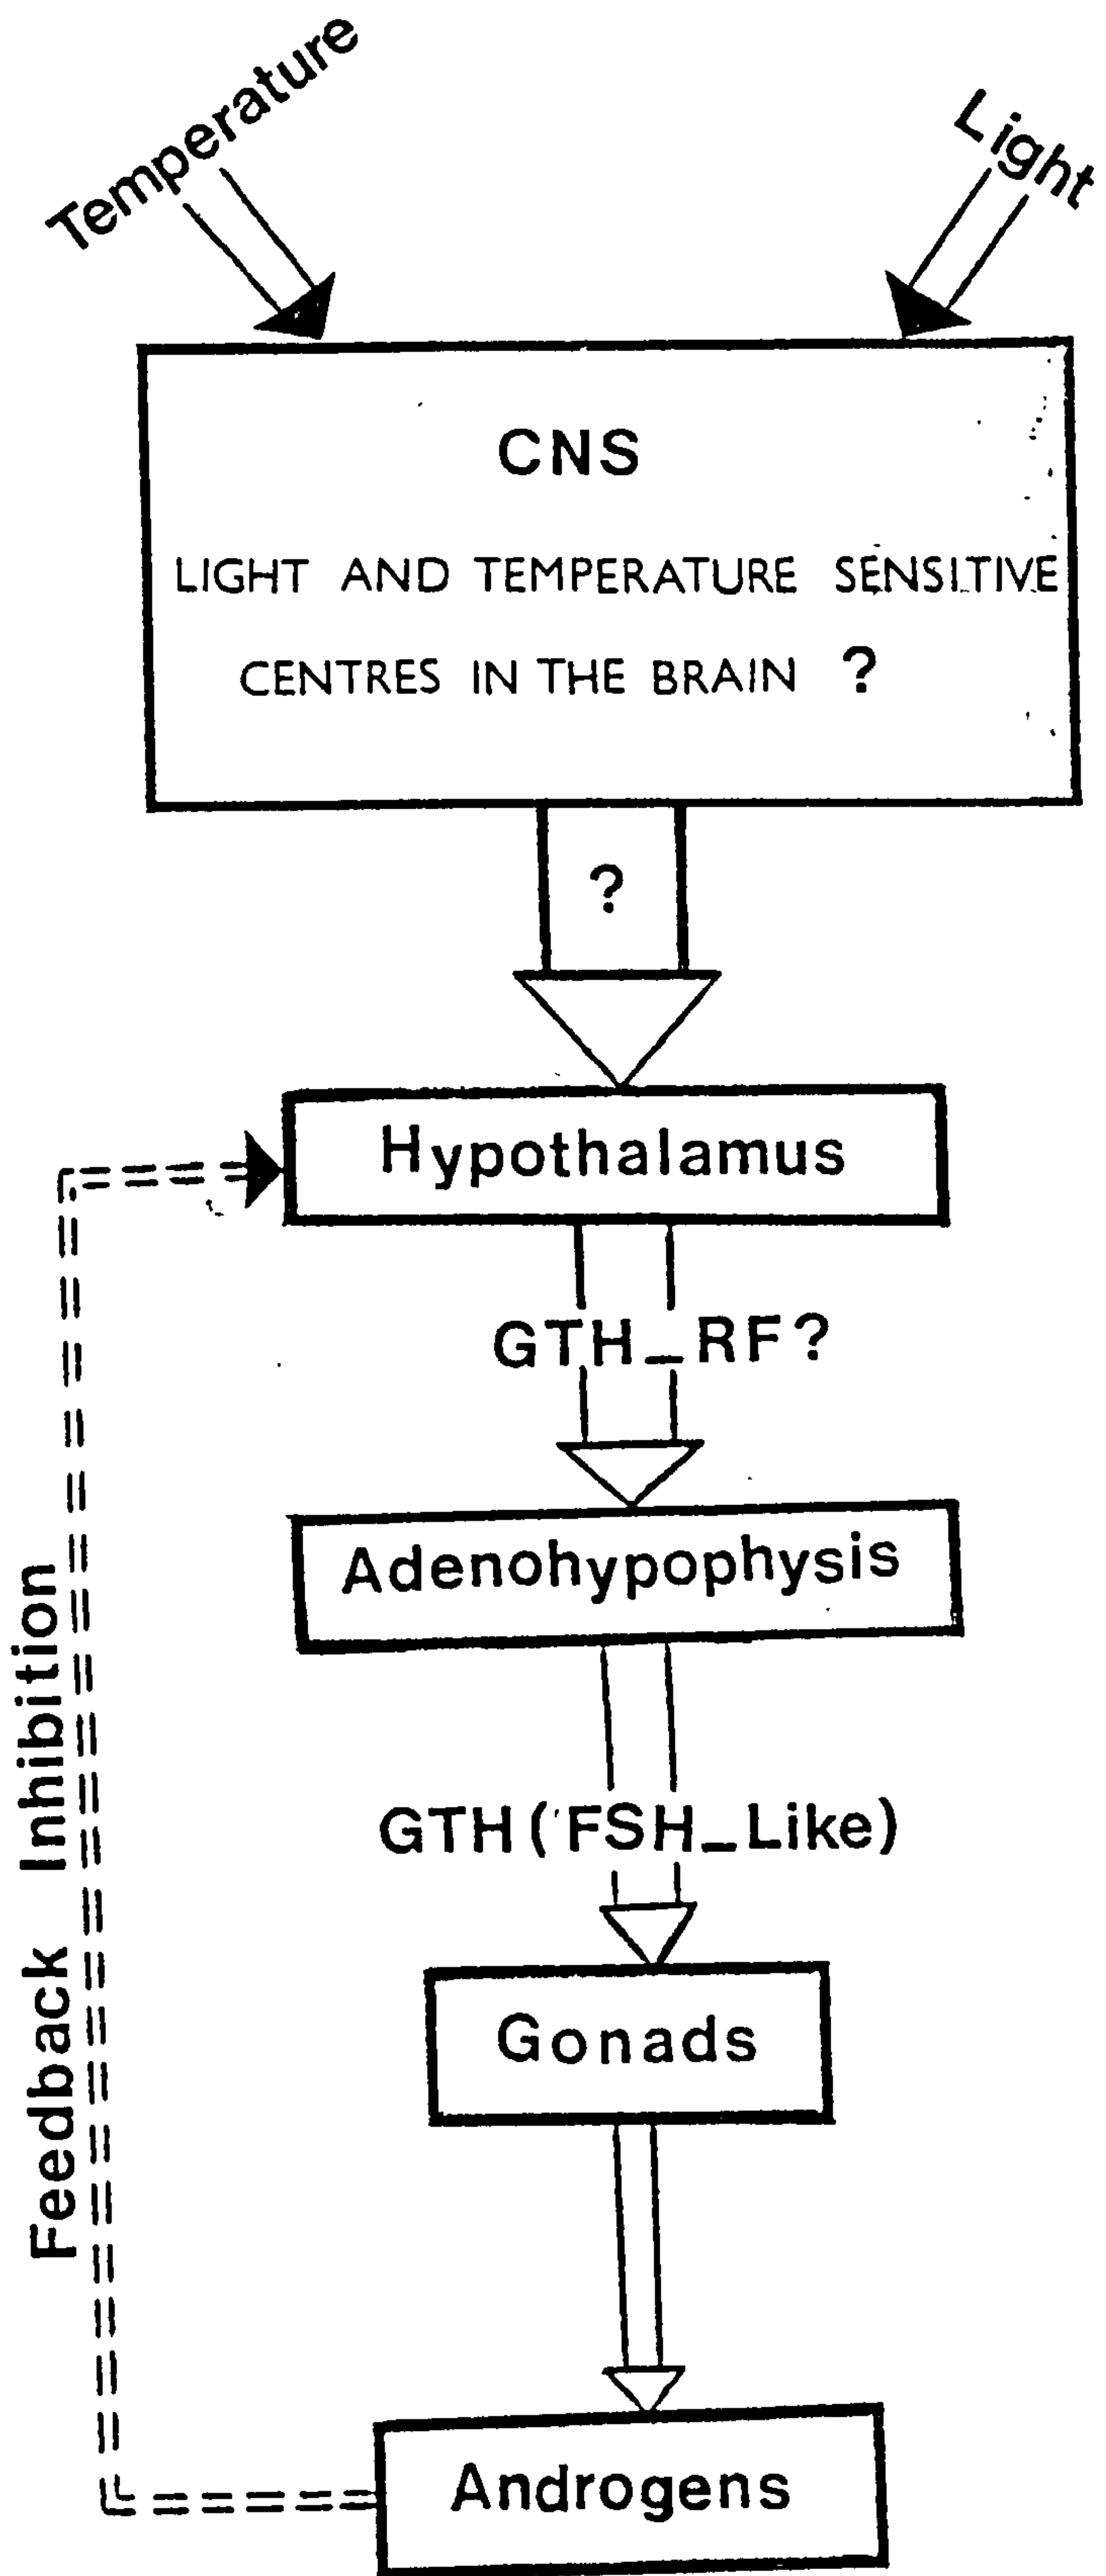 Temperature
Light
CNS
LIGHT AND TEMPERATURE SENSITIVE
CENTRES IN THE BRAIN ?
?
Hypothalamus
GTH_RF?
Adenohypophysis
GTH(FSH_Like)
Gonads
Androgens
Feedback Inhibition